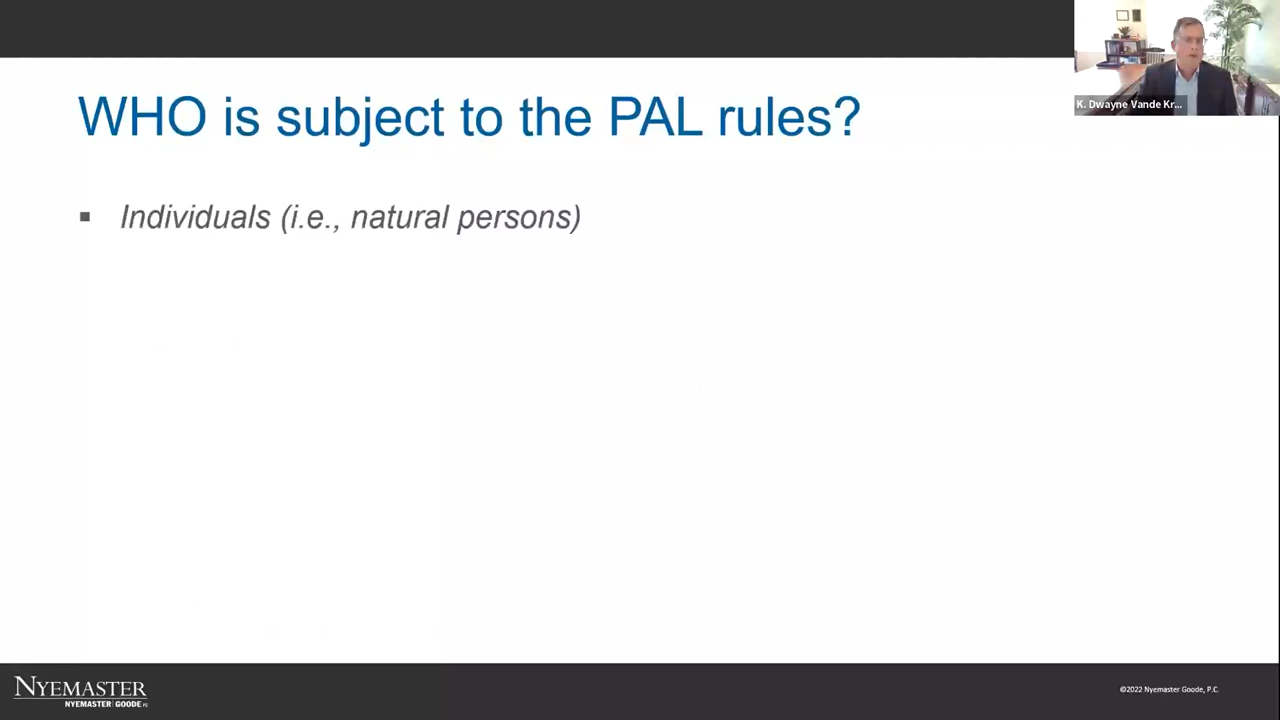 WHO is subject to the PAL rules?
K. Dwayne Vande Kr...
▪ Individuals (i.e., natural persons)
NYEMASTER
NYEMASTER GOODE PC
©2022 Nyemaster Goode, P.C.